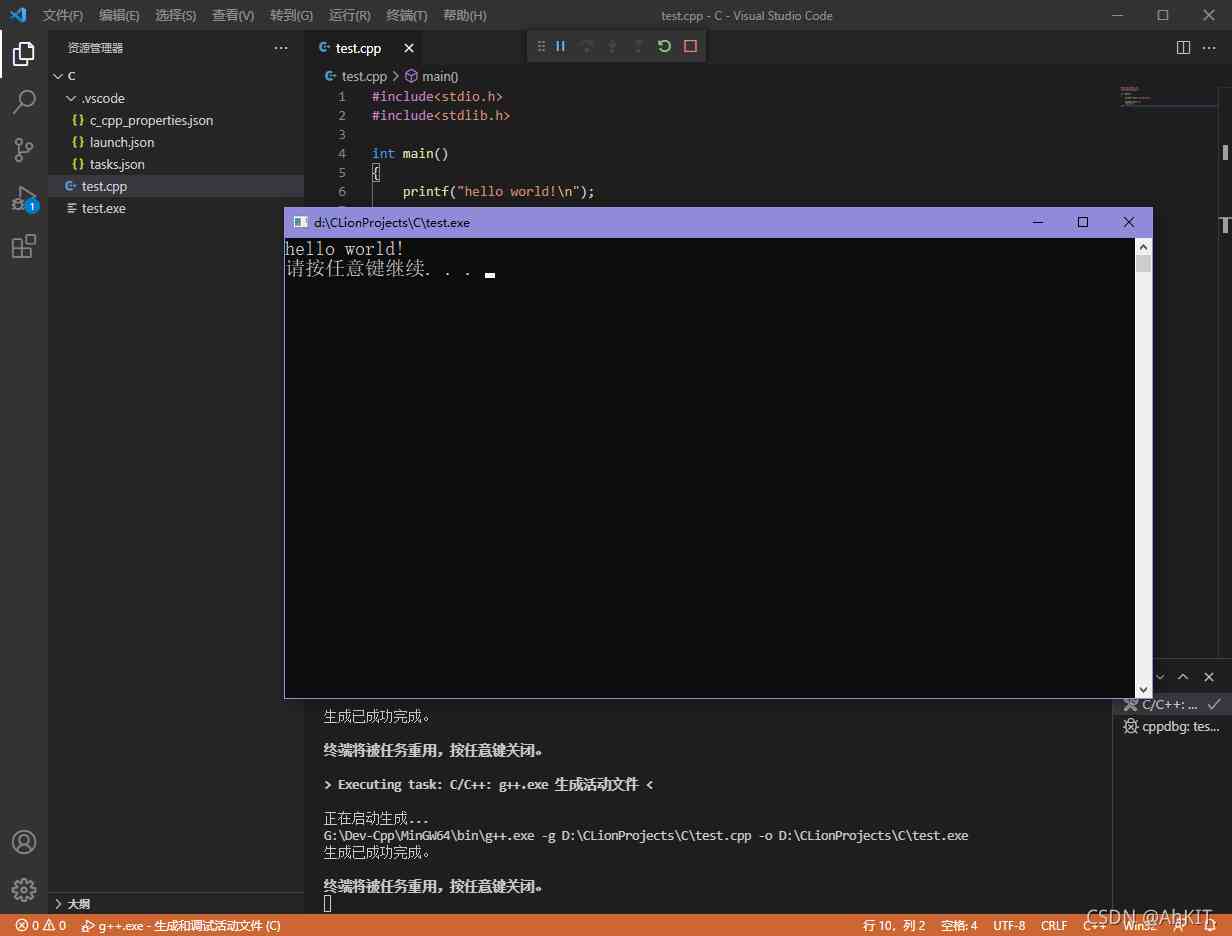 文件(F) 编辑(E) 选择(S) 查看(V) 转到(G) 运行(R) 终端(T) 帮助(H) test.cpp - C - Visual Studio Code
资源管理器
test.cpp
C
test.cpp > main()
.vscode
1 #include<stdio.h>
c_cpp_properties.json
2 #include<stdlib.h>
launch.json
3
4 int main()
tasks.json
5 {
test.cpp
6     printf("hello world!\n");
test.exe
1
d:\CLionProjects\C\test.exe
hello world!
请按任意键继续. . .
C/C++: ...
cppdbg: tes...
生成已成功完成。
终端将被任务重用，按任意键关闭。
> Executing task: C/C++: g++.exe 生成活动文件 <
正在启动生成...
G:\Dev-Cpp\MinGW64\bin\g++.exe -g D:\CLionProjects\C\test.cpp -o D:\CLionProjects\C\test.exe
生成已成功完成。
终端将被任务重用，按任意键关闭。
大纲
0 0 g++.exe - 生成和调试活动文件 (C) 行 10，列 2 空格: 4 UTF-8 CRLF C++ Win32
CSDN @AhKIT